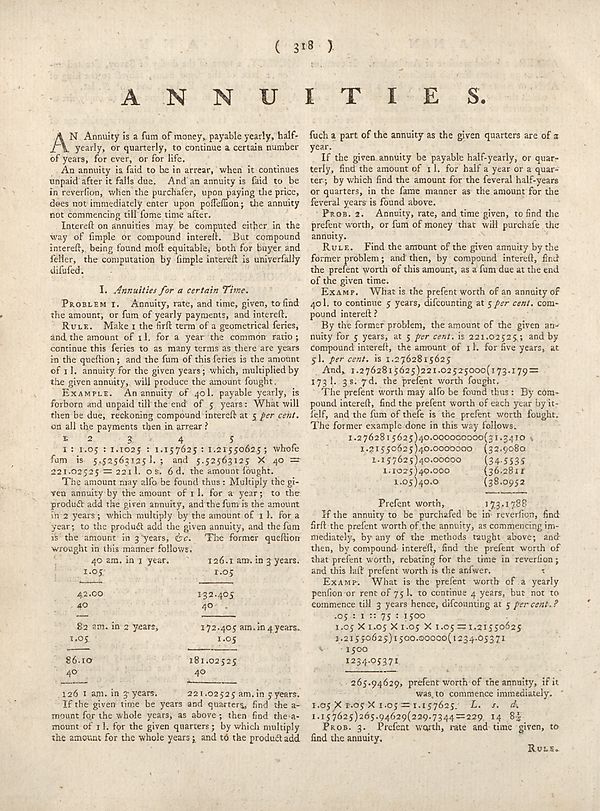 ( 318 )
ANNUITIES.
AN Annuity is a ſum of money, payable yearly, half-
yearly, or quarterly, to continue a certain number
of years, for ever, or for life.
An annuity is ſaid to be in arrear, when it continues
unpaid after it falls due. And an annuity is ſaid to be
in reverſion, when the purchaſer, upon paying the price,
does not immediately enter upon poſſeſſion; the annuity
not commencing till ſome time after.
Intereſt on annuities may be computed either in the
way of ſimple or compound intereſt. But compound
intereſt, being found moſt equitable, both for buyer and
ſeller, the computation by ſimple intereſt is univerſally
diſuſed.
I. Annuities for a certain Time.
PROBLEM 1. Annuity, rate, and time, given, to find
the amount, or ſum of yearly payments, and intereſt.
RULE. Make 1 the firſt term of a geometrical ſeries,
and the amount of 1 l. for a year the common ratio;
continue this ſeries to as many terms as there are years
in the queſtion; and the ſum of this ſeries is the amount
of 1 l. annuity for the given years; which, multiplied by
the given annuity, will produce the amount ſought.
EXAMPLE. An annuity of 40 l. payable yearly, is
forborn and unpaid till the end of 5 years: What will
then be due, reckoning compound intereſt at 5 per cent.
on all the payments then in arrear?
1 2 3 4 5
1 : 1.05 : 1.1025 : 1.157625 : 1.21550625; whoſe
ſum is 5.52563125 l.; and 5.52563125 X 40 =
221.02525 = 221 l. 0 s. 6 d. the amount ſought.
The amount may alſo be found thus: Multiply the gi-
ven annuity by the amount of 1 l. for a year; to the
product add the given annuity, and the ſum is the amount
in 2 years; which multiply by the amount of 1 l. for a
year; to the product add the given annuity, and the ſum
is the amount in 3 years, &c. The former queſtion
wrought in this manner follows.
40 am. in 1 year. 126.1 am. in 3 years.
1.05 1.05
42.00 132.405
40 40
82 am. in 2 years, 172.405 am. in 4 years.
1.05 1.05
86.10 181.02525
40 40
126 1 am. in 3 years. 221.02525 am. in 5 years.
If the given time be years and quarters, find the a-
mount for the whole years, as above; then find the a-
mount of 1 l. for the given quarters; by which multiply
the amount for the whole years; and to the product add
ſuch a part of the annuity as the given quarters are of a
year.
If the given annuity be payable half-yearly, or quar-
terly, find the amount of 1 l. for half a year or a quar-
ter; by which find the amount for the ſeveral half-years
or quarters, in the ſame manner as the amount for the
ſeveral years is found above.
PROB. 2. Annuity, rate, and time given, to find the
preſent worth, or ſum of money that will purchaſe the
annuity.
RULE. Find the amount of the given annuity by the
former problem; and then, by compound intereſt, find
the preſent worth of this amount, as a ſum due at the end
of the given time.
EXAMP. What is the preſent worth of an annuity of
40 l. to continue 5 years, diſcounting at 5 per cent. com-
pound intereſt?
By the former problem, the amount of the given an-
nuity for 5 years, at 5 per cent. is 221.02525; and by
compound intereſt, the amount of 1 l. for five years, at
5 l. per cent. is 1.2762815625
And, 1.2762815625)221.02525000(173.179=
173 l. 3 s. 7 d. the preſent worth ſought.
The preſent worth may alſo be found thus: By com-
pound intereſt, find the preſent worth of each year by it-
ſelf, and the ſum of theſe is the preſent worth ſought.
The former example done in this way follows.
1.2762815625)40.0000000000(31.3410
1.21550625)40.0000000 (32.9080
1.157625)40.00000 (34.5535
1.1025)40.000 (36.2811
1.05)40.0 (38.0952
Preſent worth, 173.1788
If the annuity to be purchaſed be in reverſion, find
firſt the preſent worth of the annuity, as commencing im-
mediately, by any of the methods taught above; and
then, by compound intereſt, find the preſent worth of
that preſent worth, rebating for the time in reverſion;
and this laſt preſent worth is the anſwer.
EXAMP. What is the preſent worth of a yearly
penſion or rent of 75 l. to continue 4 years, but not to
commence till 3 years hence, diſcounting at 5 per cent.?
.05 : 1 :: 75 : 1500
1.05 X 1.05 X 1.05 X 1.05 = 1.21550625
1.21550625)1500.00000(1234.05371
1500
1234.05371
265.94629, preſent worth of the annuity, if it
was to commence immediately.
1.05 X 1.05 X 1.05 = 1.157625. L. s. d.
1.157625)265.94629(229.7344=229 14 8¼
PROB. 3. Preſent worth, rate and time given, to
find the annuity.
RULE.